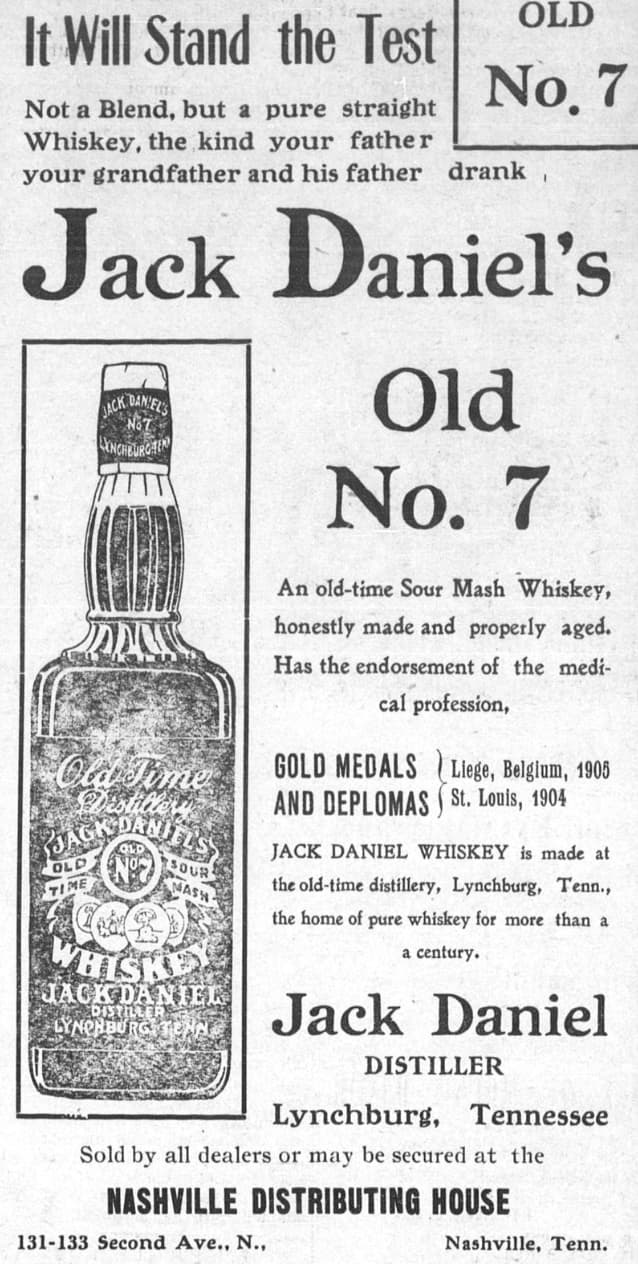 It Will Stand the Test
OLD
No. 7
Not a Blend, but a pure straight
Whiskey, the kind your father
your grandfather and his father drank
Jack Daniel's
JACK DANIEL'S
No 7
LYNCHBURG TENN
Old
No. 7
An old-time Sour Mash Whiskey,
honestly made and properly aged.
Has the endorsement of the medi-
cal profession,
GOLD MEDALS } Liege, Belgium, 1905
AND DEPLOMAS { St. Louis, 1904
Old Time
Distillery
JACK DANIEL'S
OLD TIME
OLD
No 7
SOUR MASH
WHISKEY
JACK DANIEL
DISTILLER
LYNCHBURG, TENN
JACK DANIEL WHISKEY is made at
the old-time distillery, Lynchburg, Tenn.,
the home of pure whiskey for more than a
a century.
Jack Daniel
DISTILLER
Lynchburg, Tennessee
Sold by all dealers or may be secured at the
NASHVILLE DISTRIBUTING HOUSE
131-133 Second Ave., N., Nashville, Tenn.